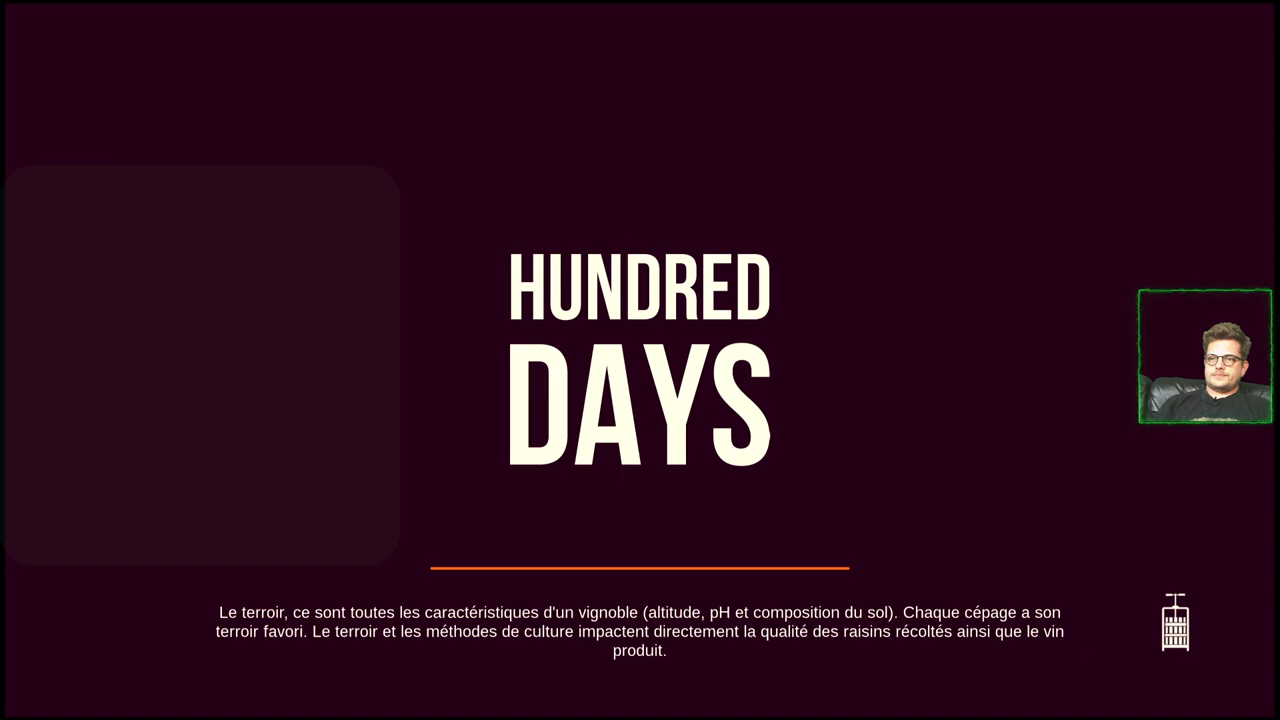 HUNDRED
DAYS
Le terroir, ce sont toutes les caractéristiques d'un vignoble (altitude, pH et composition du sol). Chaque cépage a son
terroir favori. Le terroir et les méthodes de culture impactent directement la qualité des raisins récoltés ainsi que le vin
produit.